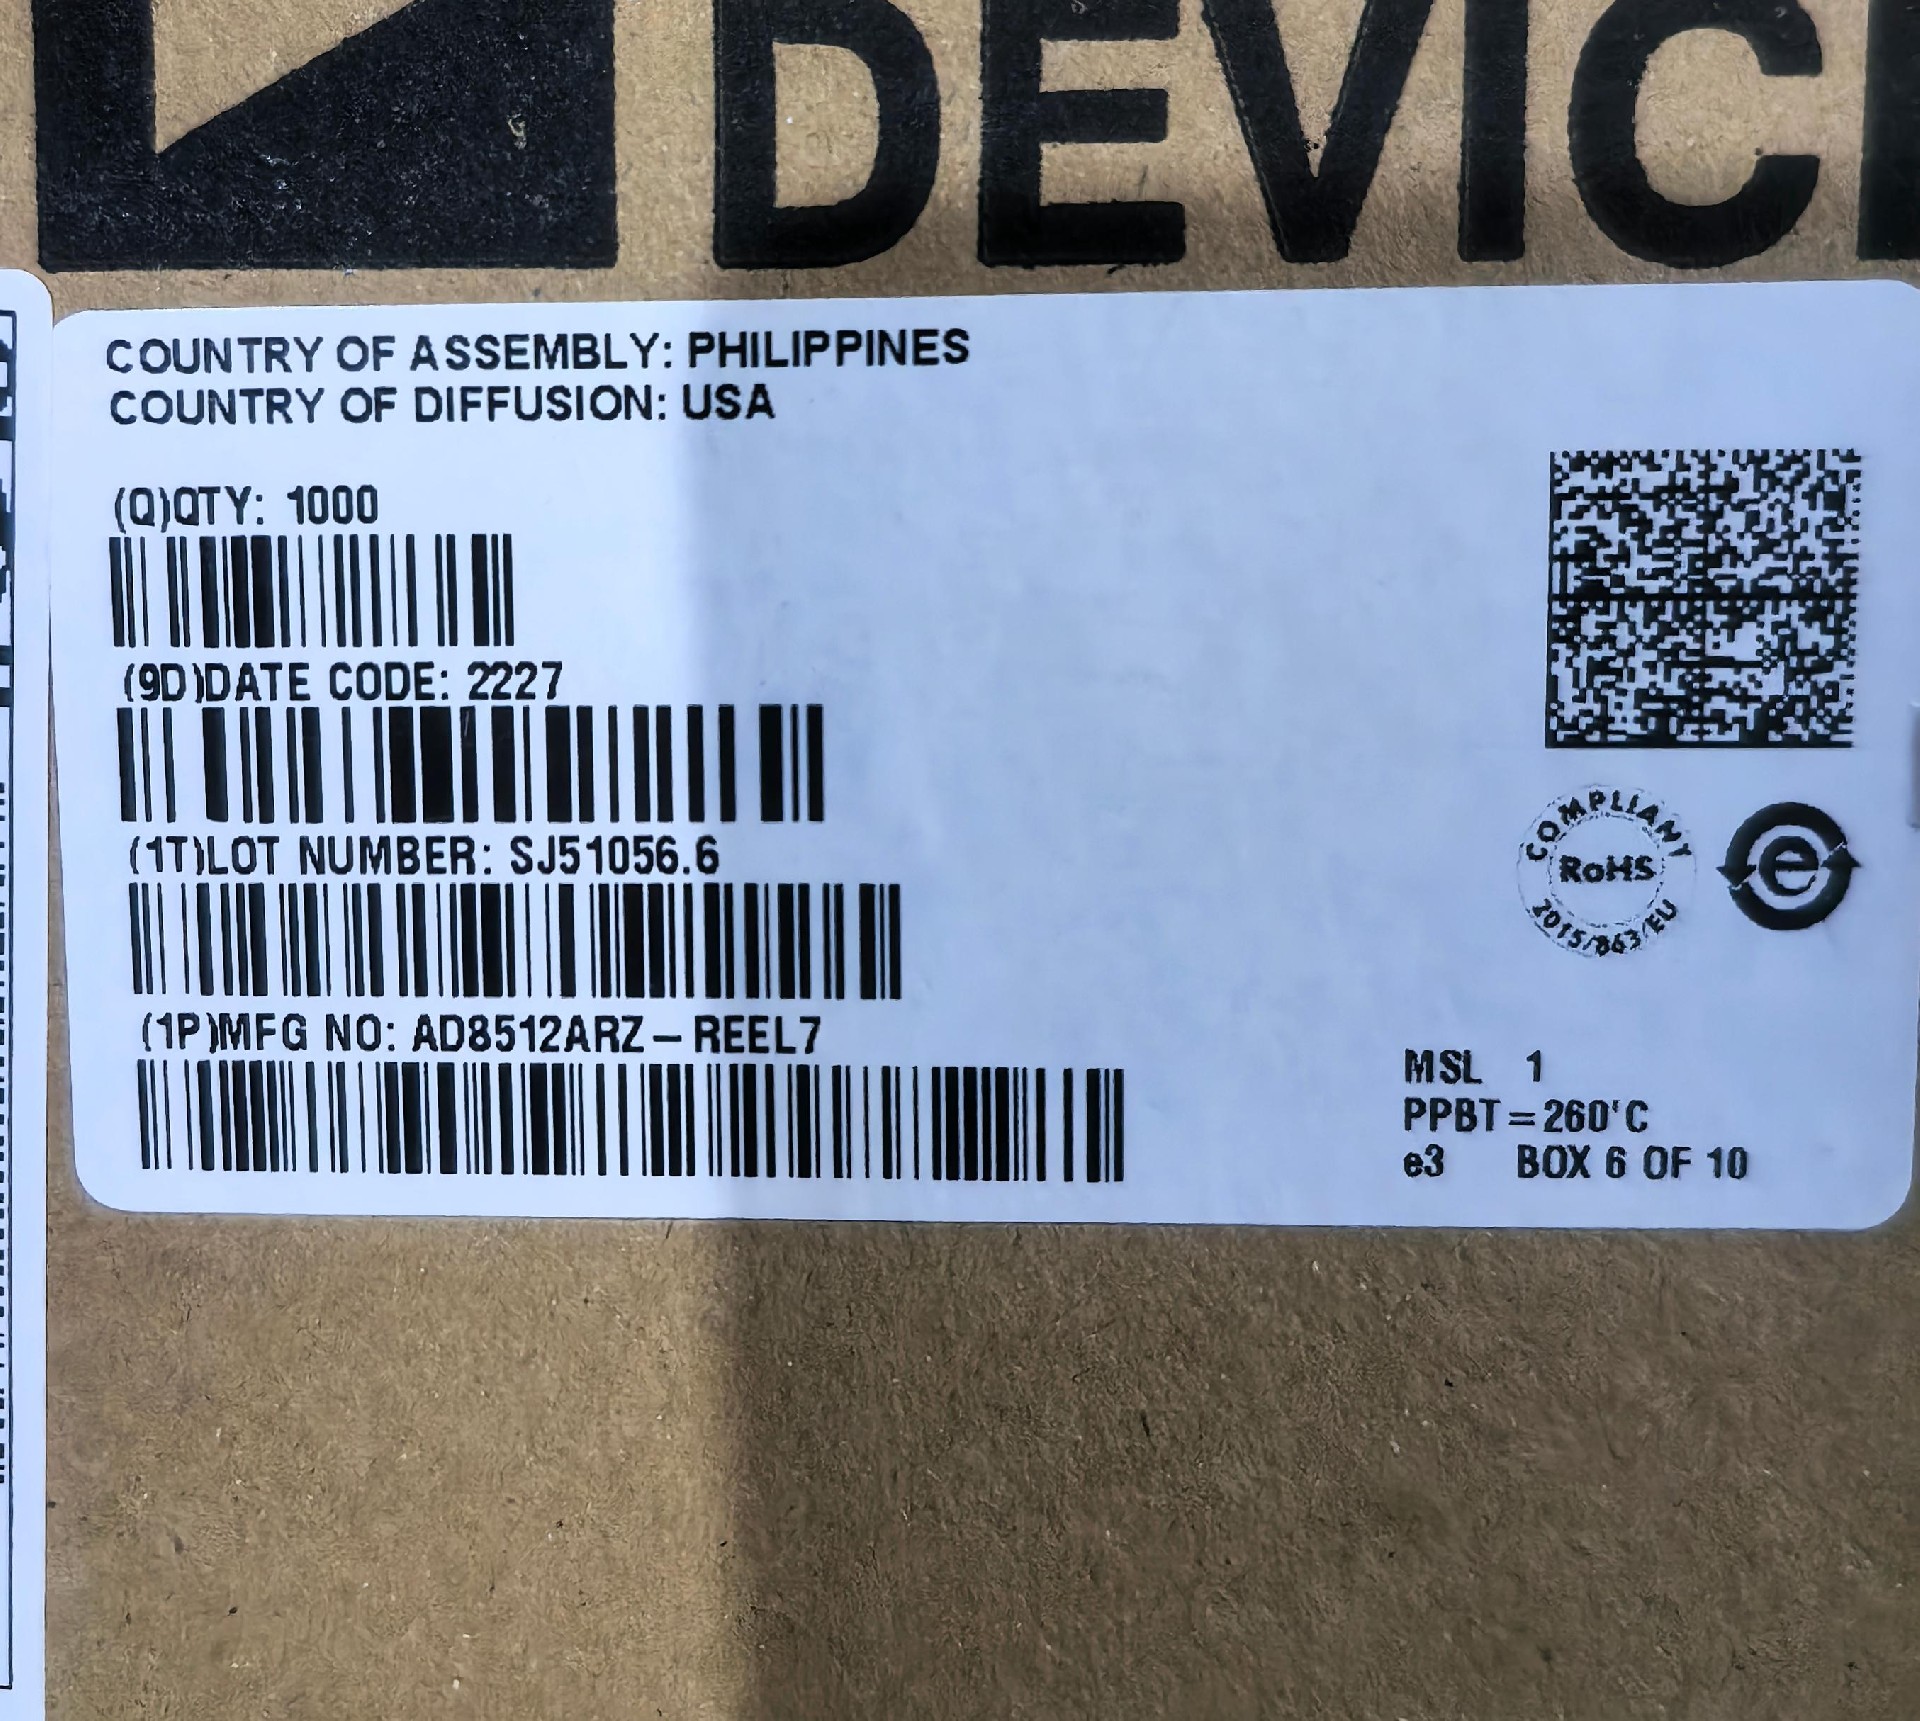 DEVIC
COUNTRY OF ASSEMBLY: PHILIPPINES
COUNTRY OF DIFFUSION: USA
(Q)QTY: 1000
(9D)DATE CODE: 2227
(1T)LOT NUMBER: SJ51056.6
(1P)MFG NO: AD8512ARZ-REEL7
COMPLIANT
RoHS
2015/863/EU
e
MSL 1
PPBT=260'C
e3 BOX 6 OF 10